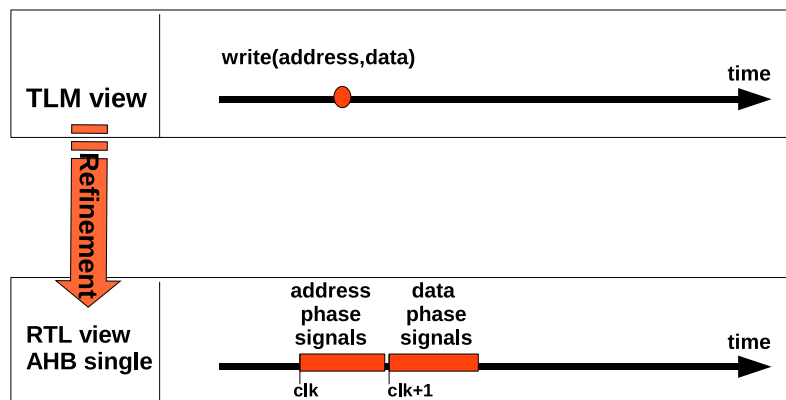 TLM view
write(address,data)
time
Refinement
RTL view
AHB single
address
phase
signals
data
phase
signals
time
clk
clk+1